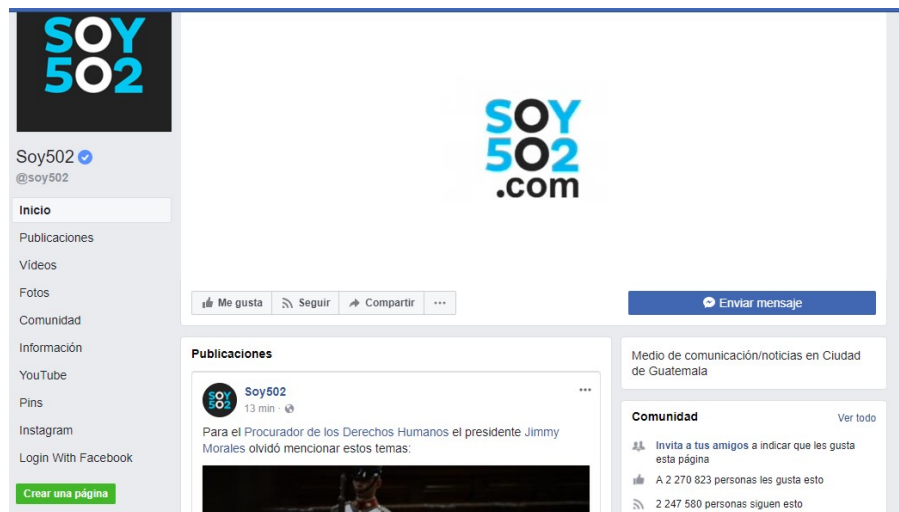 SOY
502
Soy502
@soy502
Inicio
Publicaciones
Vídeos
Fotos
Comunidad
Información
YouTube
Pins
Instagram
Login With Facebook
Crear una página
SOY
502
.com
Me gusta
Seguir
Compartir
Enviar mensaje
Publicaciones
SOY
502
Soy502
13 min
Para el Procurador de los Derechos Humanos el presidente Jimmy
Morales olvidó mencionar estos temas:
Medio de comunicación/noticias en Ciudad
de Guatemala
Comunidad Ver todo
Invita a tus amigos a indicar que les gusta
esta página
A 2 270 823 personas les gusta esto
2 247 580 personas siguen esto